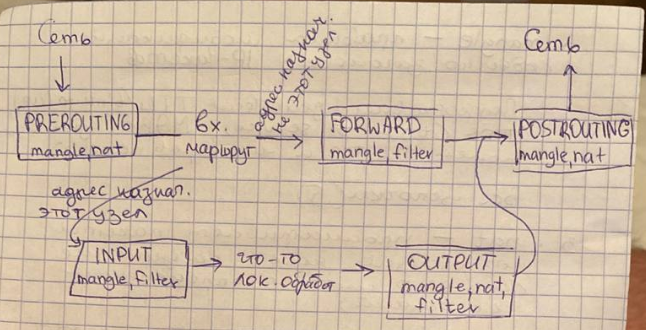 Сеть
Сеть
PREROUTING
mangle, nat
вх.
маршрут
адрес назнач.
не этот узел
FORWARD
mangle, filter
POSTROUTING
mangle, nat
адрес назнач.
этот узел
INPUT
mangle, filter
что-то
лок. обработ
OUTPUT
mangle, nat,
filter